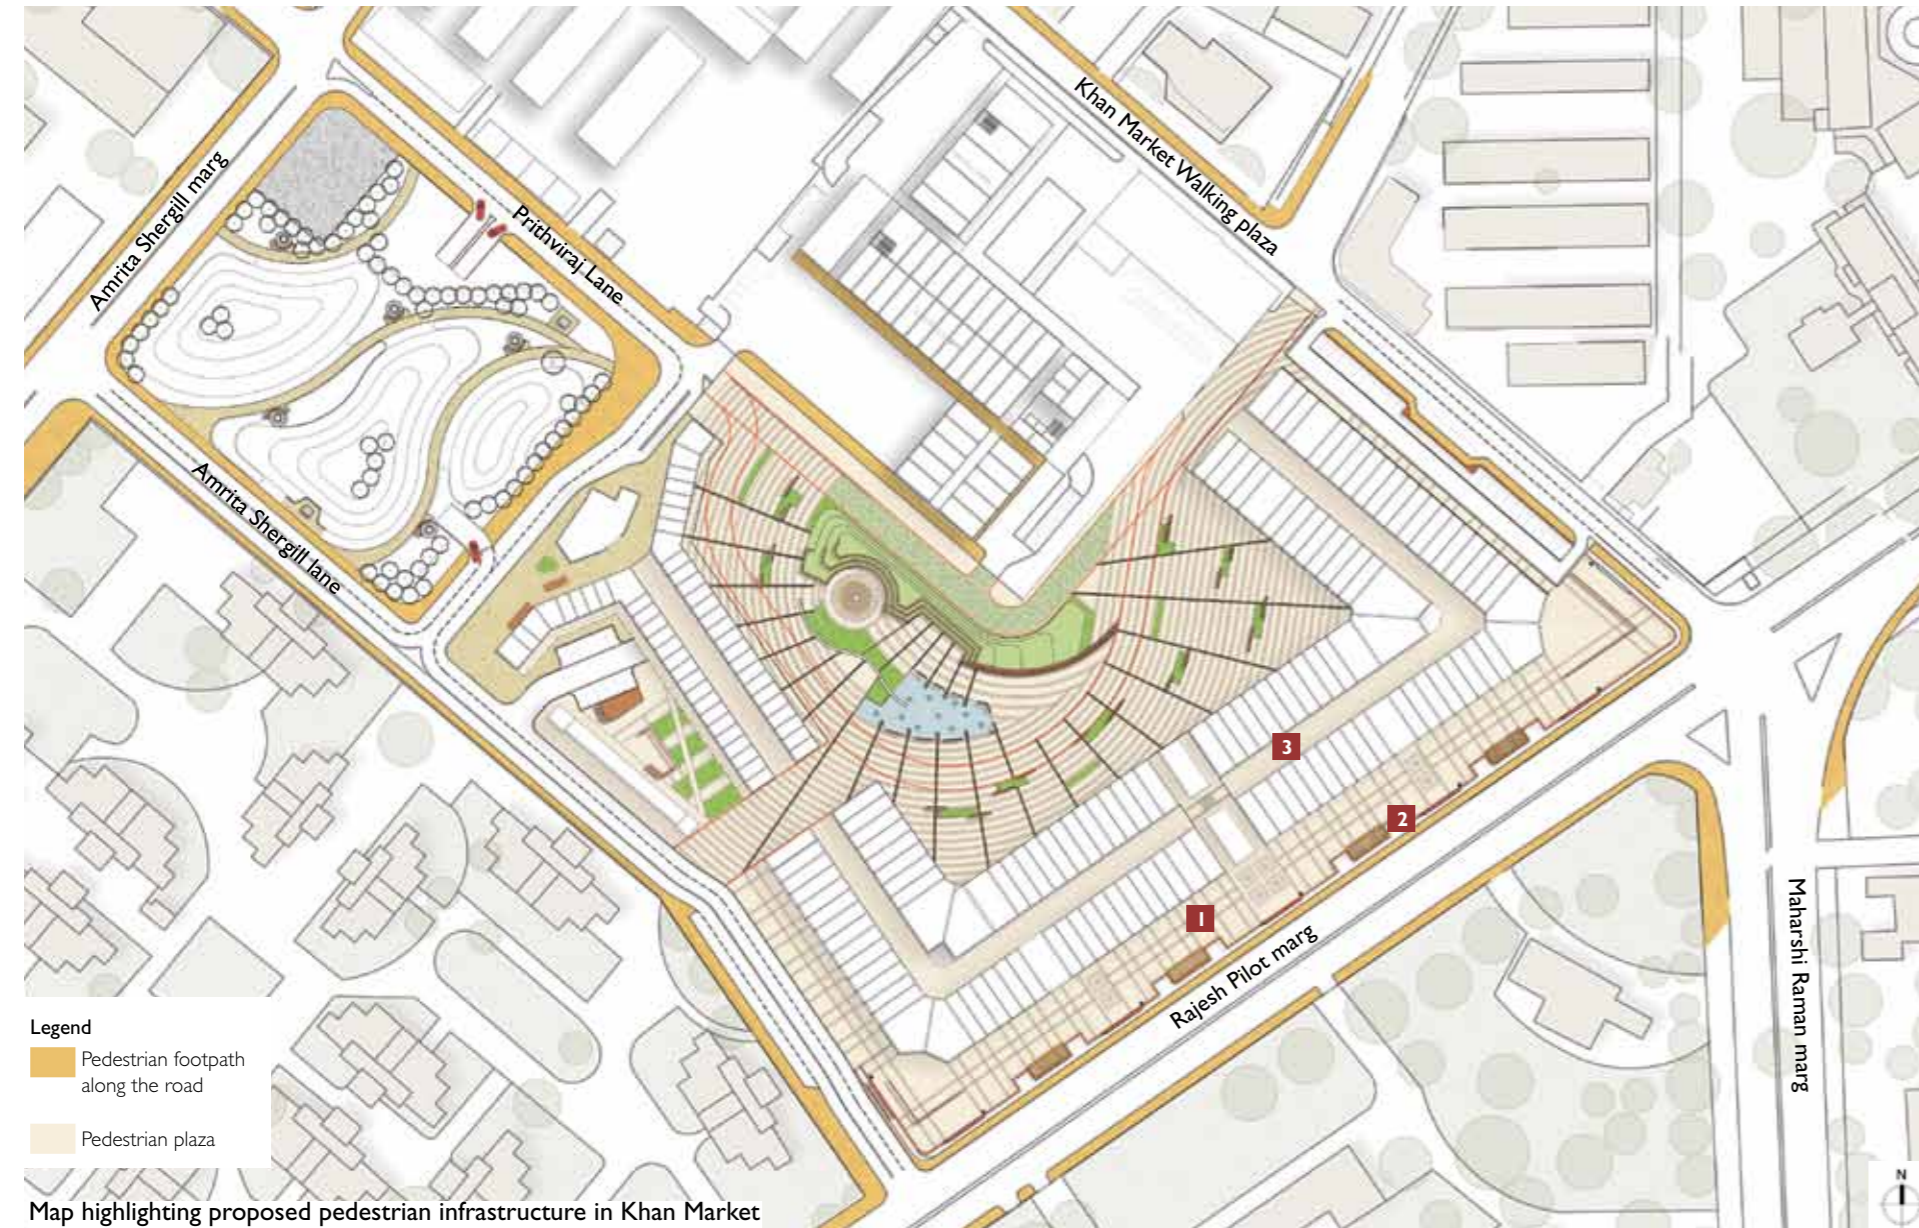 Khan Market Walking plaza
Amrita Shergill marg
Prithviraj Lane
Amrita Shergill lane
3
2
1
Rajesh Pilot marg
Maharshi Raman marg
Legend
Pedestrian footpath
along the road
Pedestrian plaza
N
Map highlighting proposed pedestrian infrastructure in Khan Market